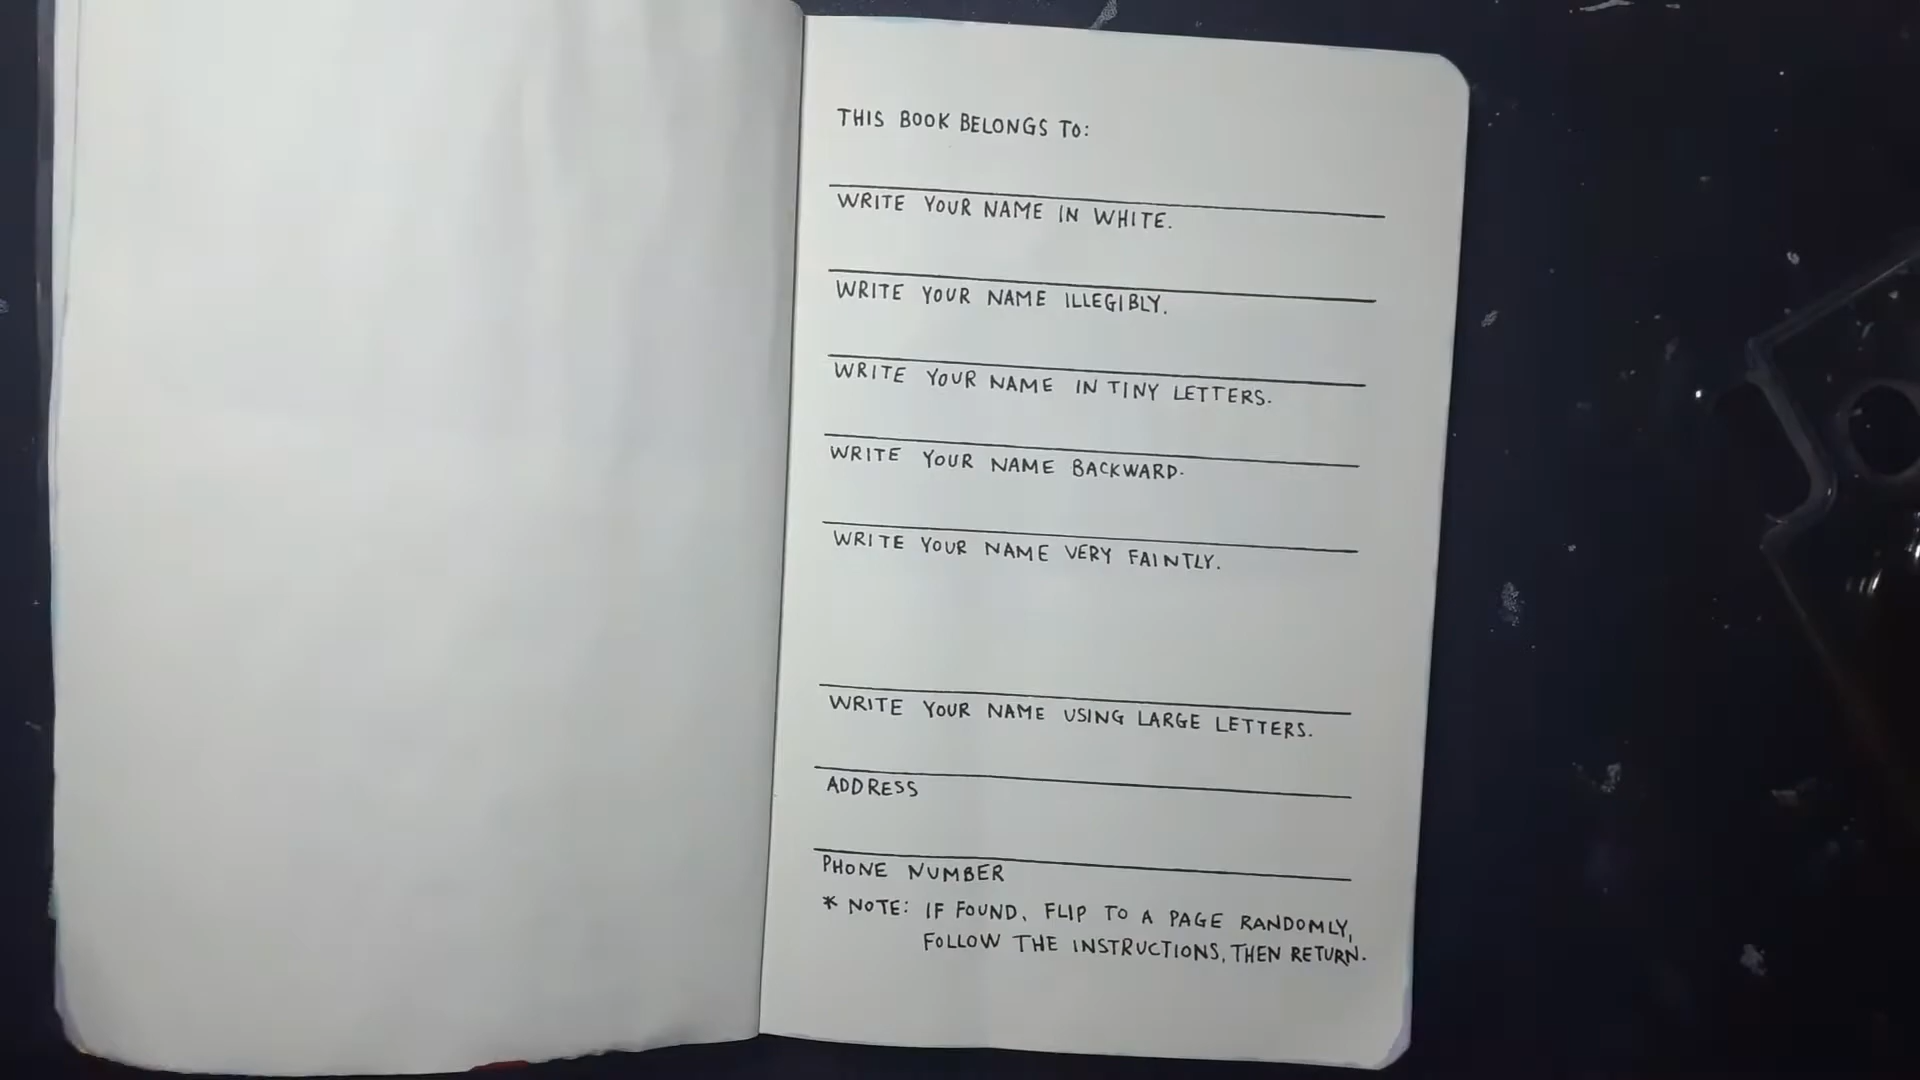 THIS BOOK BELONGS TO:
WRITE YOUR NAME IN WHITE.
WRITE YOUR NAME ILLEGIBLY.
WRITE YOUR NAME IN TINY LETTERS.
WRITE YOUR NAME BACKWARD.
WRITE YOUR NAME VERY FAINTLY.
WRITE YOUR NAME USING LARGE LETTERS.
ADDRESS
PHONE NUMBER
* NOTE: IF FOUND, FLIP TO A PAGE RANDOMLY,
FOLLOW THE INSTRUCTIONS, THEN RETURN.